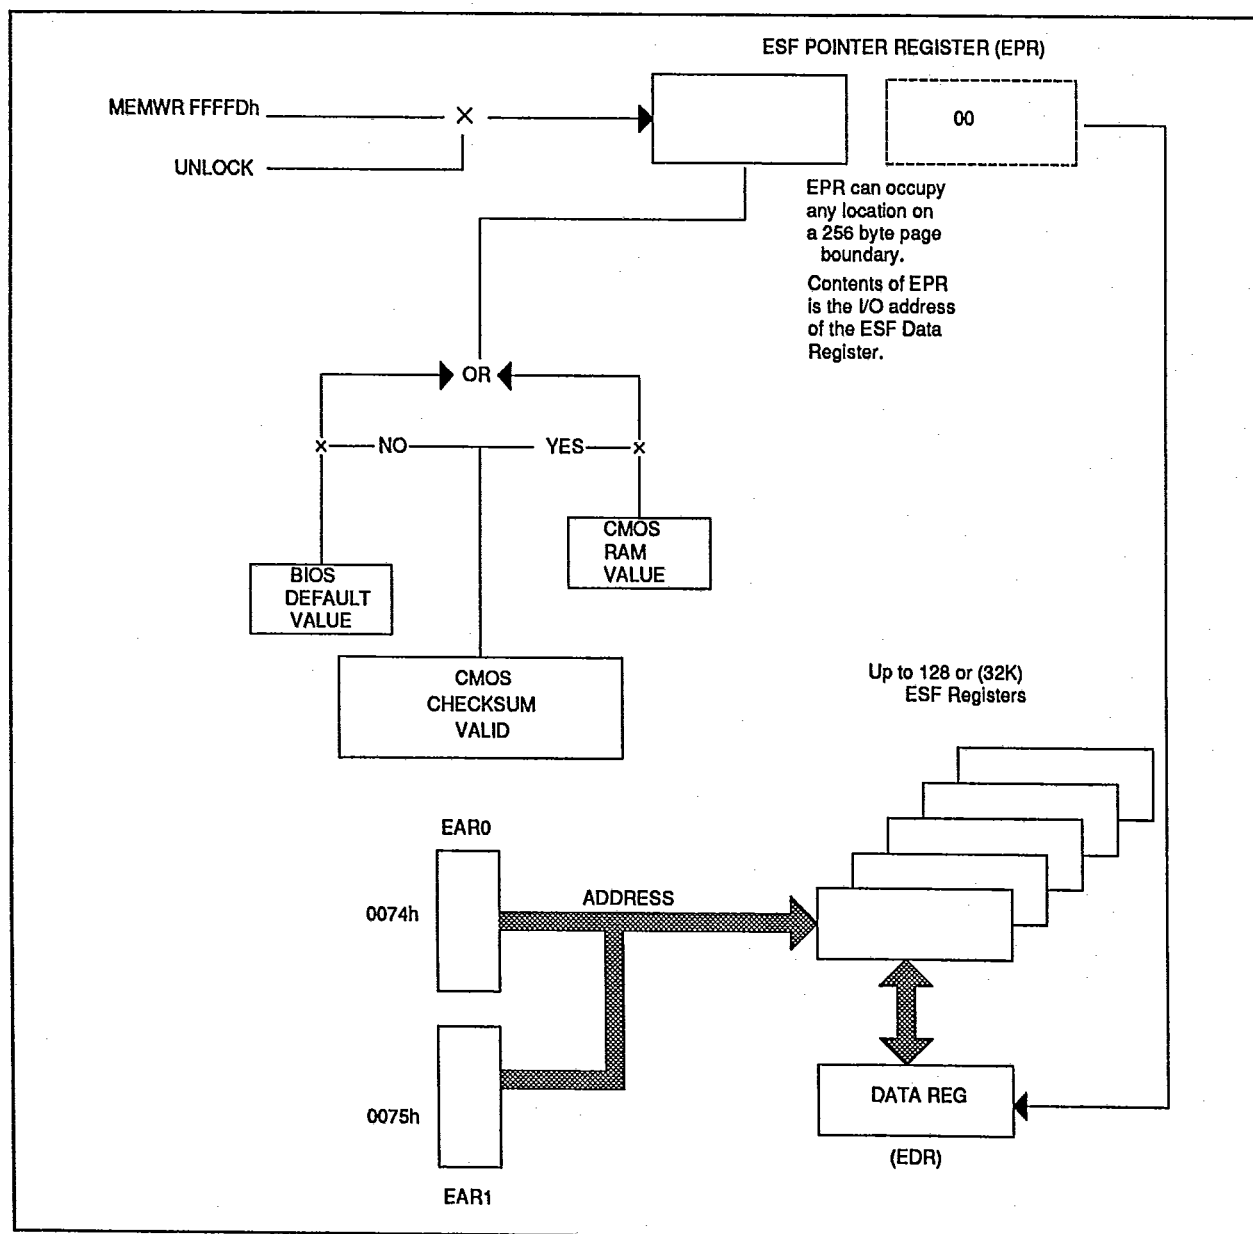 ESF POINTER REGISTER (EPR)
MEMWR FFFFDh
UNLOCK
00
EPR can occupy
any location on
a 256 byte page
boundary.
Contents of EPR
is the I/O address
of the ESF Data
Register.
OR
NO
YES
CMOS
RAM
VALUE
BIOS
DEFAULT
VALUE
CMOS
CHECKSUM
VALID
Up to 128 or (32K)
ESF Registers
EAR0
0074h
ADDRESS
0075h
EAR1
DATA REG
(EDR)